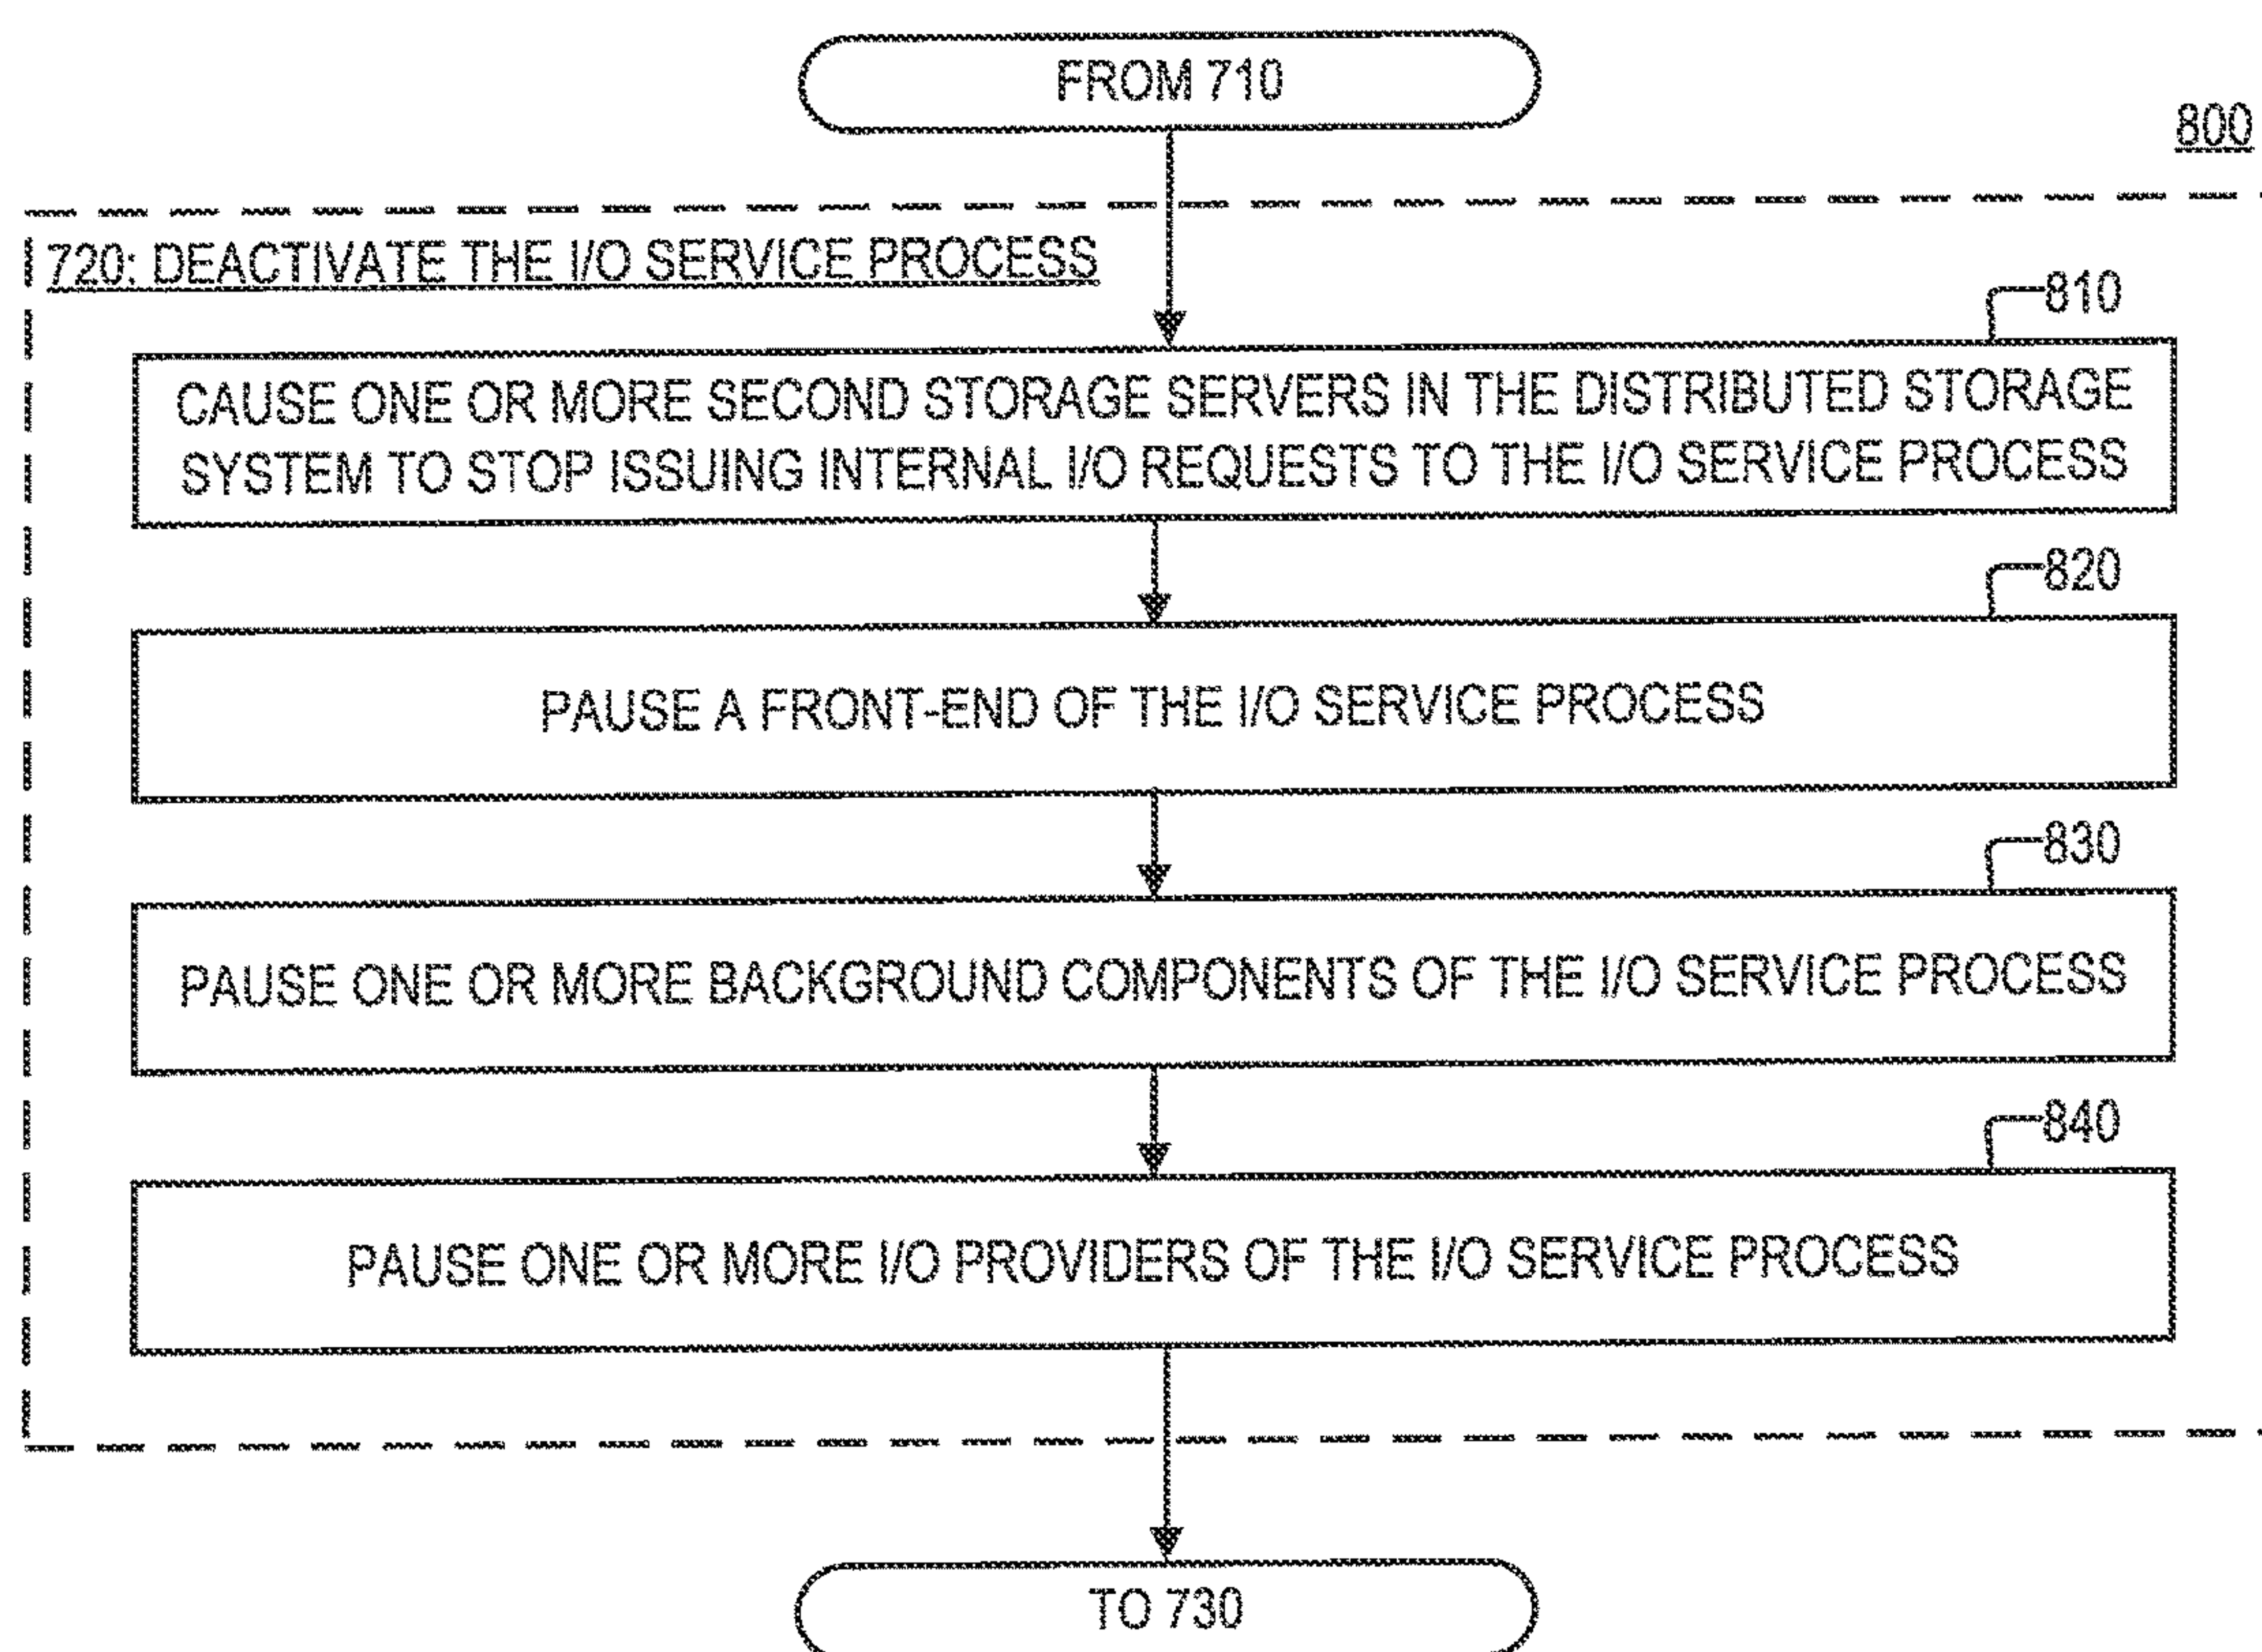 FROM 710
800
720: DEACTIVATE THE I/O SERVICE PROCESS
810
CAUSE ONE OR MORE SECOND STORAGE SERVERS IN THE DISTRIBUTED STORAGE
SYSTEM TO STOP ISSUING INTERNAL I/O REQUESTS TO THE I/O SERVICE PROCESS
820
PAUSE A FRONT-END OF THE I/O SERVICE PROCESS
830
PAUSE ONE OR MORE BACKGROUND COMPONENTS OF THE I/O SERVICE PROCESS
840
PAUSE ONE OR MORE I/O PROVIDERS OF THE I/O SERVICE PROCESS
TO 730